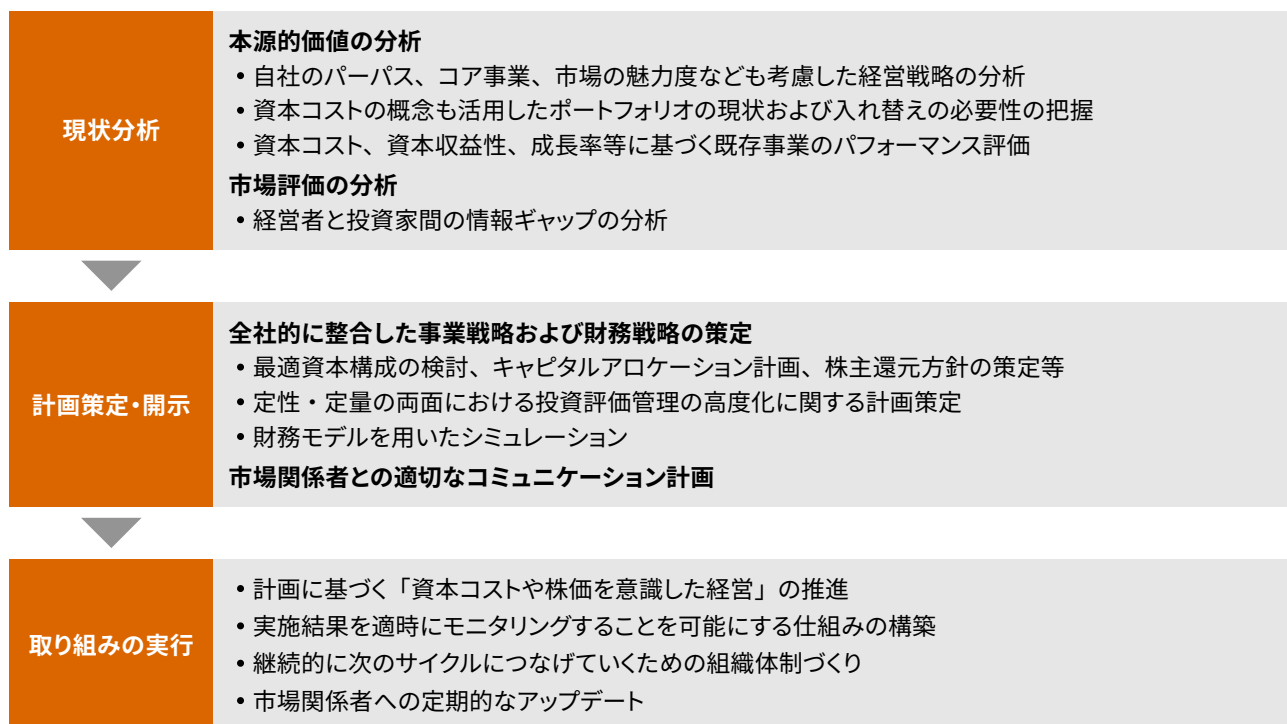 現状分析
本源的価値の分析
• 自社のパーパス、コア事業、市場の魅力度なども考慮した経営戦略の分析
• 資本コストの概念も活用したポートフォリオの現状および入れ替えの必要性の把握
• 資本コスト、資本収益性、成長率等に基づく既存事業のパフォーマンス評価
市場評価の分析
• 経営者と投資家間の情報ギャップの分析
計画策定・開示
全社的に整合した事業戦略および財務戦略の策定
• 最適資本構成の検討、キャピタルアロケーション計画、株主還元方針の策定等
• 定性・定量の両面における投資評価管理の高度化に関する計画策定
• 財務モデルを用いたシミュレーション
市場関係者との適切なコミュニケーション計画
取り組みの実行
• 計画に基づく「資本コストや株価を意識した経営」の推進
• 実施結果を適時にモニタリングすることを可能にする仕組みの構築
• 継続的に次のサイクルにつなげていくための組織体制づくり
• 市場関係者への定期的なアップデート